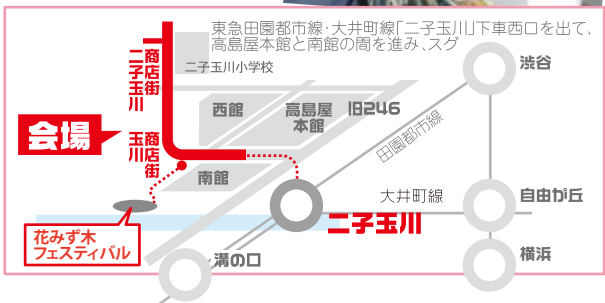 東急田園都市線・大井町線「二子玉川」下車西口を出て、
高島屋本館と南館の間を進み、スグ
二子玉川小学校
商店街
二子玉川
会場
商店街
玉川
西館
高島屋
本館
旧246
南館
田園都市線
渋谷
大井町線
自由が丘
二子玉川
花みず木
フェスティバル
溝の口
横浜